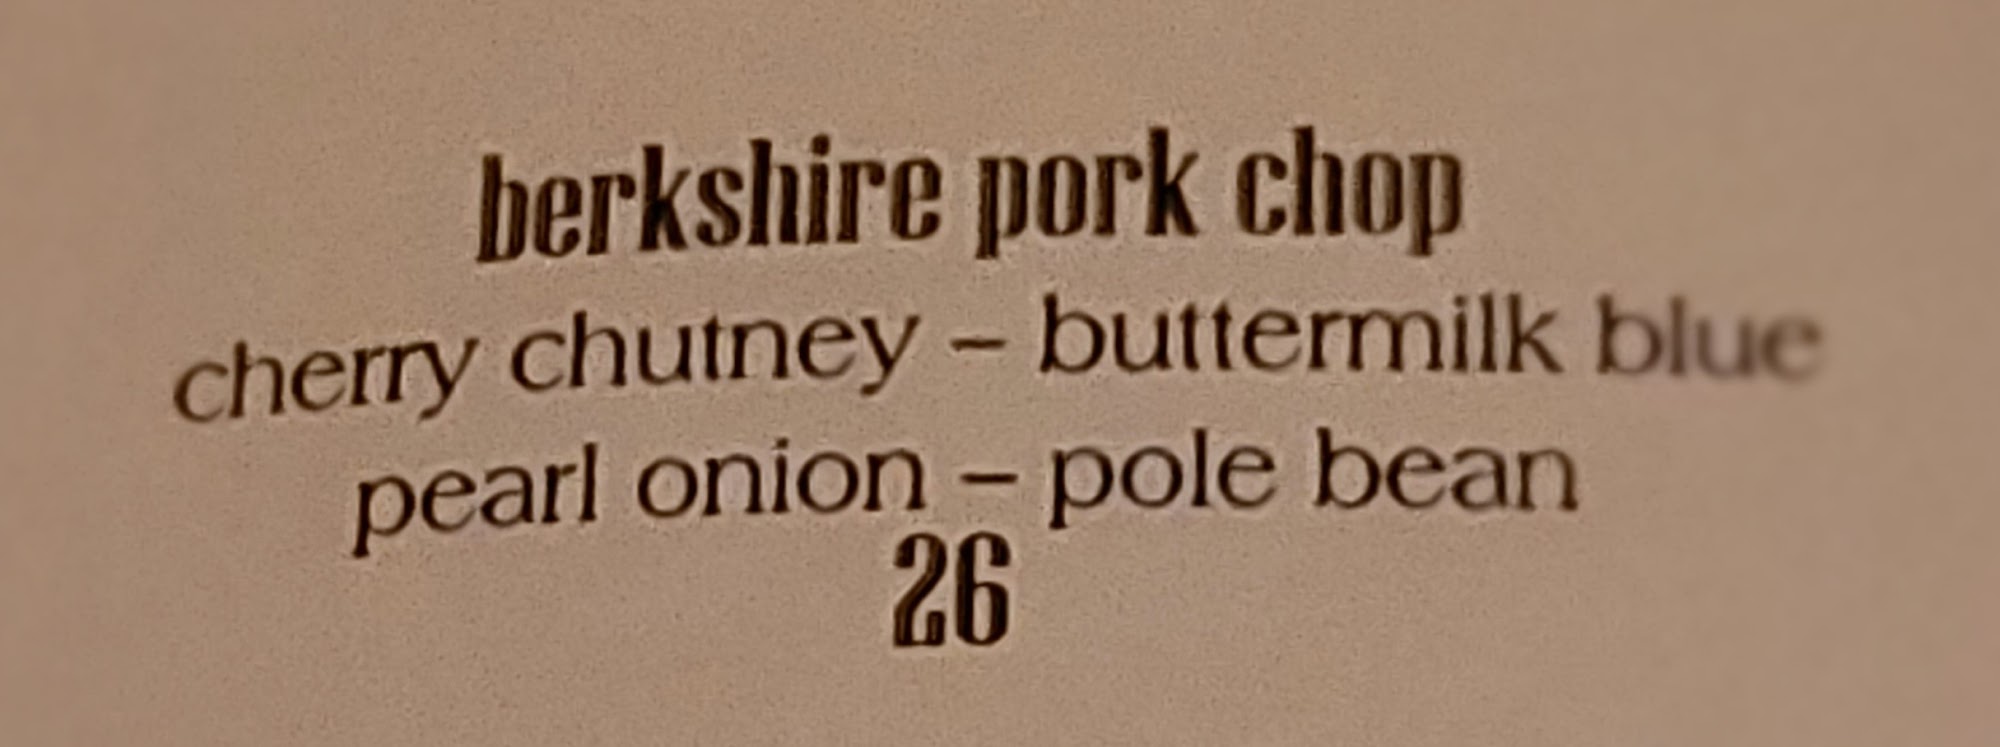 berkshire pork chop
cherry chutney – buttermilk blue
pearl onion – pole bean
26